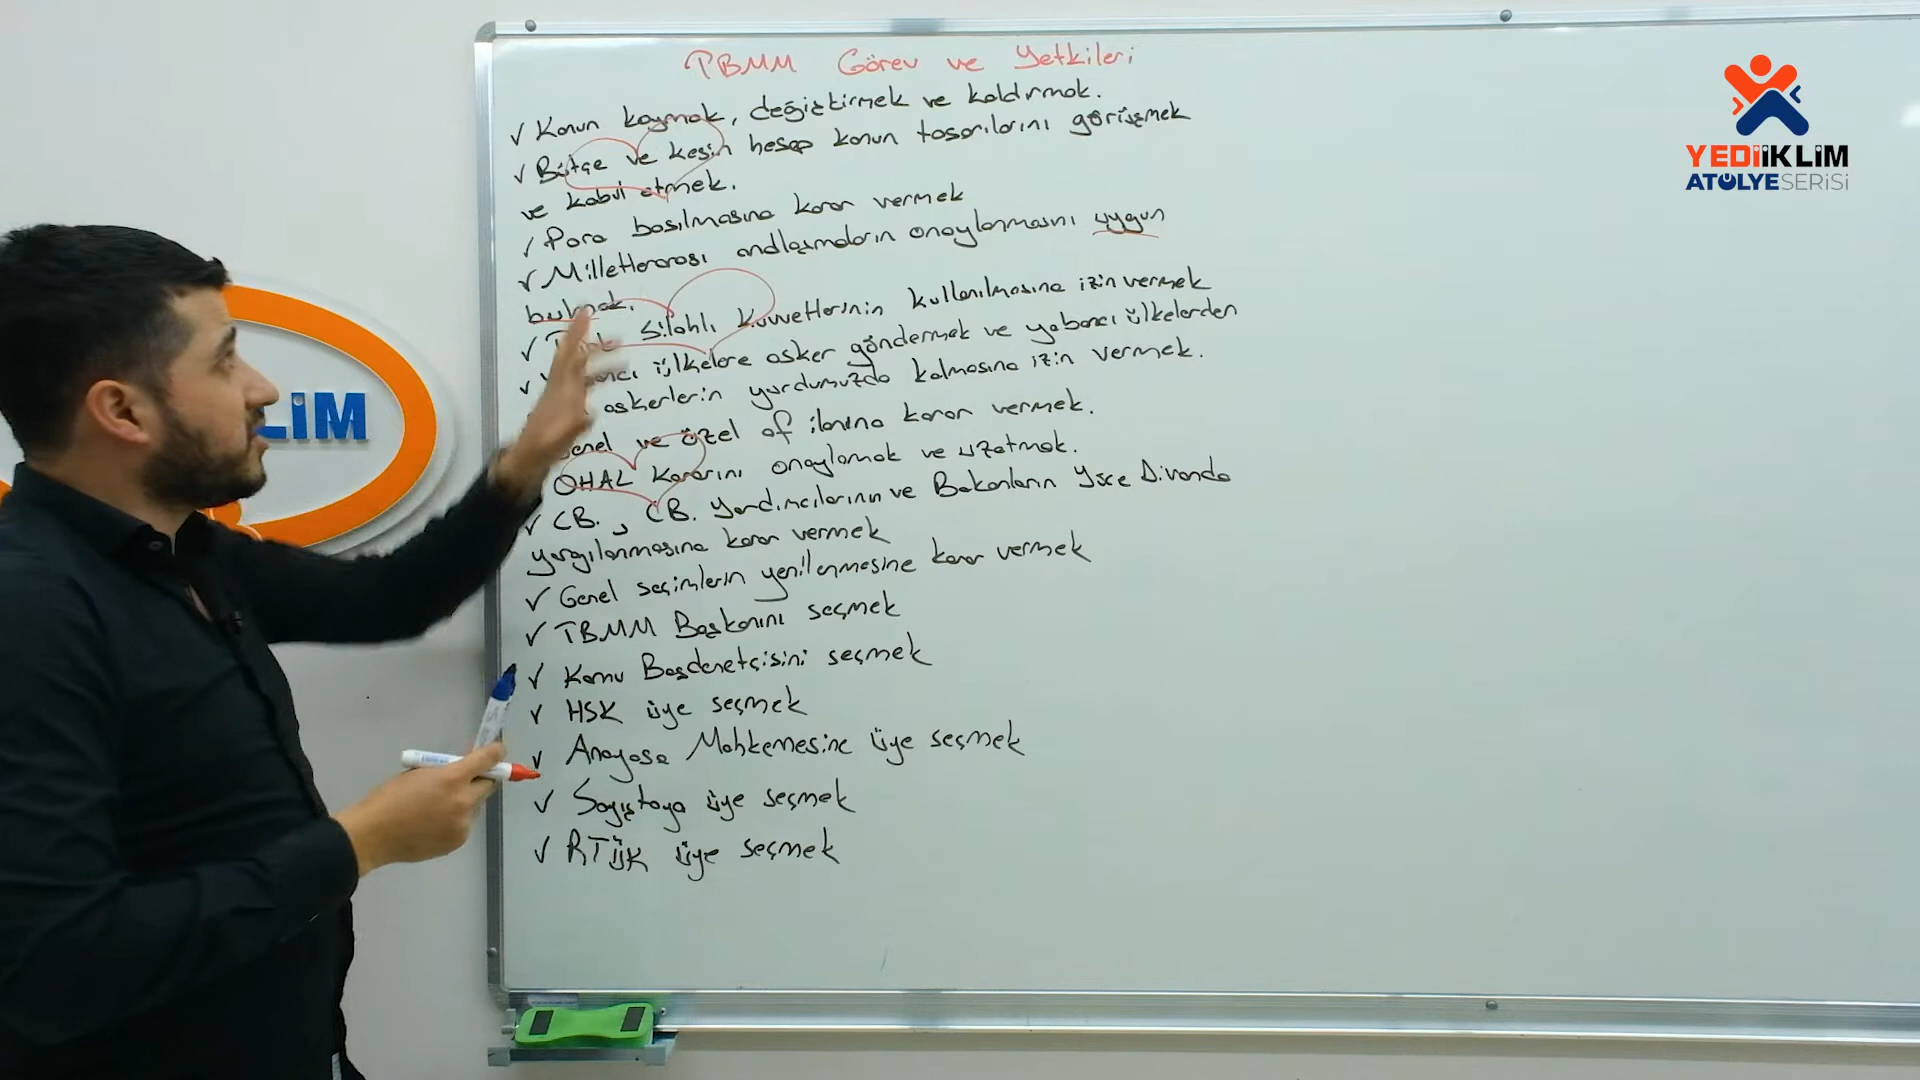 TBMM Görev ve Yetkileri
✓ Kanun koymak, değiştirmek ve kaldırmak.
✓ Bütçe ve kesin hesap kanun tasarılarını görüşmek
ve kabul etmek.
✓ Para basılmasına karar vermek
✓ Milletlerarası andlaşmaların onaylanmasını uygun
bulmak.
✓ Türk Silahlı Kuvvetlerinin kullanılmasına izin vermek
✓ ülkelere asker göndermek ve yabancı ülkelerden
askerlerin yurdumuzda kalmasına izin vermek.
ve özel af ilanına karar vermek.
OHAL Kararını onaylamak ve uzatmak.
✓ CB., CB. Yardımcılarının ve Bakanların Yüce Divanda
yargılanmasına karar vermek
✓ Genel seçimlerin yenilenmesine karar vermek
✓ TBMM Başkanını seçmek
✓ Kamu Başdenetçisini seçmek
✓ HSK üye seçmek
✓ Anayasa Mahkemesine üye seçmek
✓ Sayıştaya üye seçmek
✓ RTÜK üye seçmek
YEDİİKLİM
ATÖLYESERİSİ
LİM